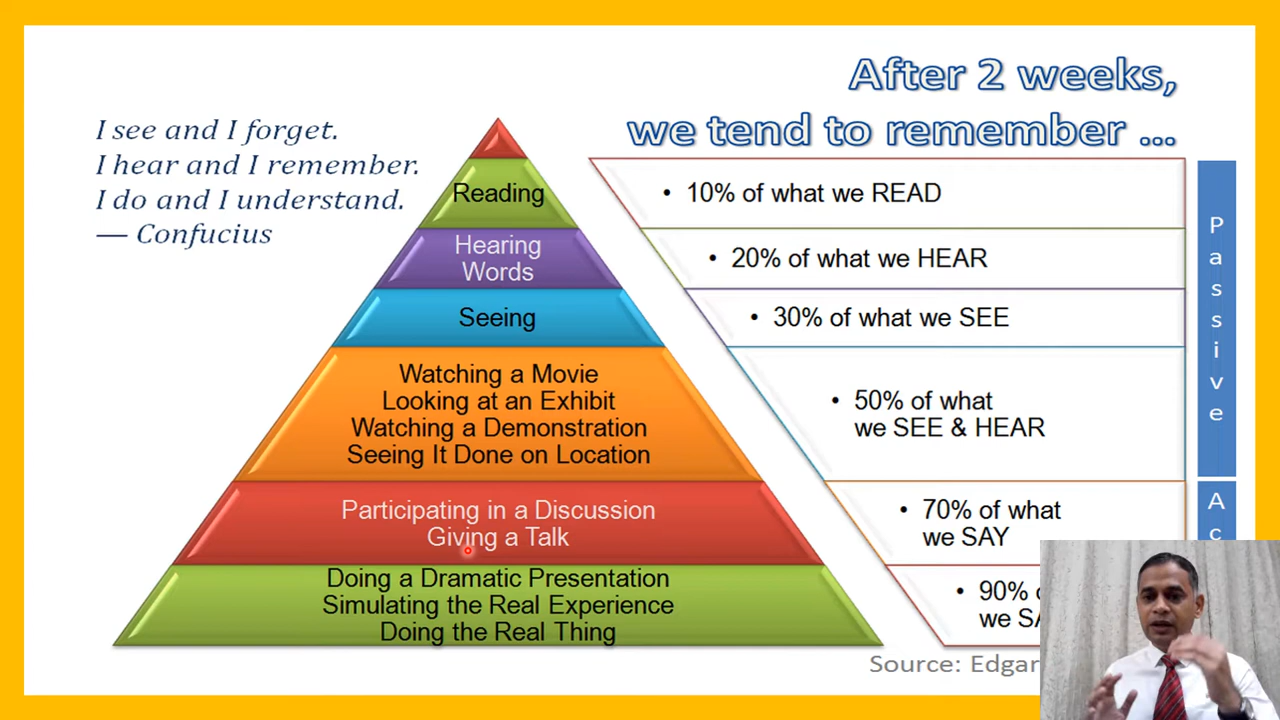 After 2 weeks,
we tend to remember ...
I see and I forget.
I hear and I remember.
I do and I understand.
— Confucius
Reading
• 10% of what we READ
Hearing
Words
• 20% of what we HEAR
Seeing
• 30% of what we SEE
Watching a Movie
Looking at an Exhibit
Watching a Demonstration
Seeing It Done on Location
• 50% of what
we SEE & HEAR
Participating in a Discussion
Giving a Talk
• 70% of what
we SAY
Doing a Dramatic Presentation
Simulating the Real Experience
Doing the Real Thing
• 90%
we
Passive
Source: Edgar